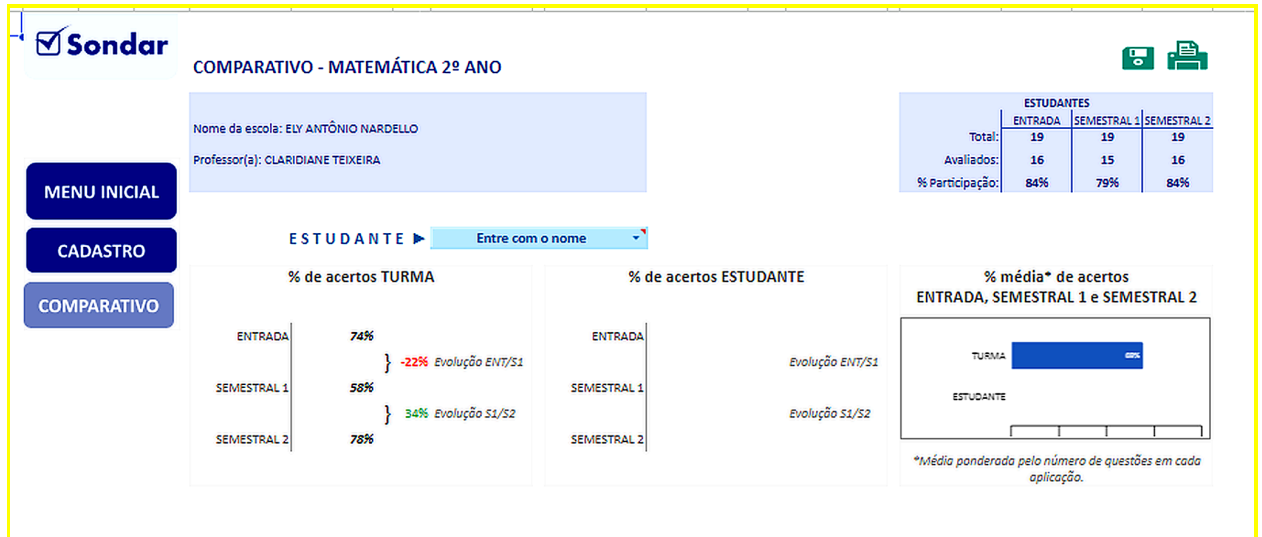 Sondar
COMPARATIVO - MATEMÁTICA 2º ANO
Nome da escola: ELY ANTÔNIO NARDELLO
Professor(a): CLARIDIANE TEIXEIRA
ESTUDANTES
ENTRADA SEMESTRAL 1 SEMESTRAL 2
Total: 19 19 19
Avaliados: 16 15 16
% Participação: 84% 79% 84%
MENU INICIAL
CADASTRO
COMPARATIVO
ESTUDANTE ► Entre com o nome
% de acertos TURMA
ENTRADA 74%
} -22% Evolução ENT/S1
SEMESTRAL 1 58%
} 34% Evolução S1/S2
SEMESTRAL 2 78%
% de acertos ESTUDANTE
ENTRADA
Evolução ENT/S1
SEMESTRAL 1
Evolução S1/S2
SEMESTRAL 2
% média* de acertos
ENTRADA, SEMESTRAL 1 e SEMESTRAL 2
TURMA
ESTUDANTE
*Média ponderada pelo número de questões em cada
aplicação.